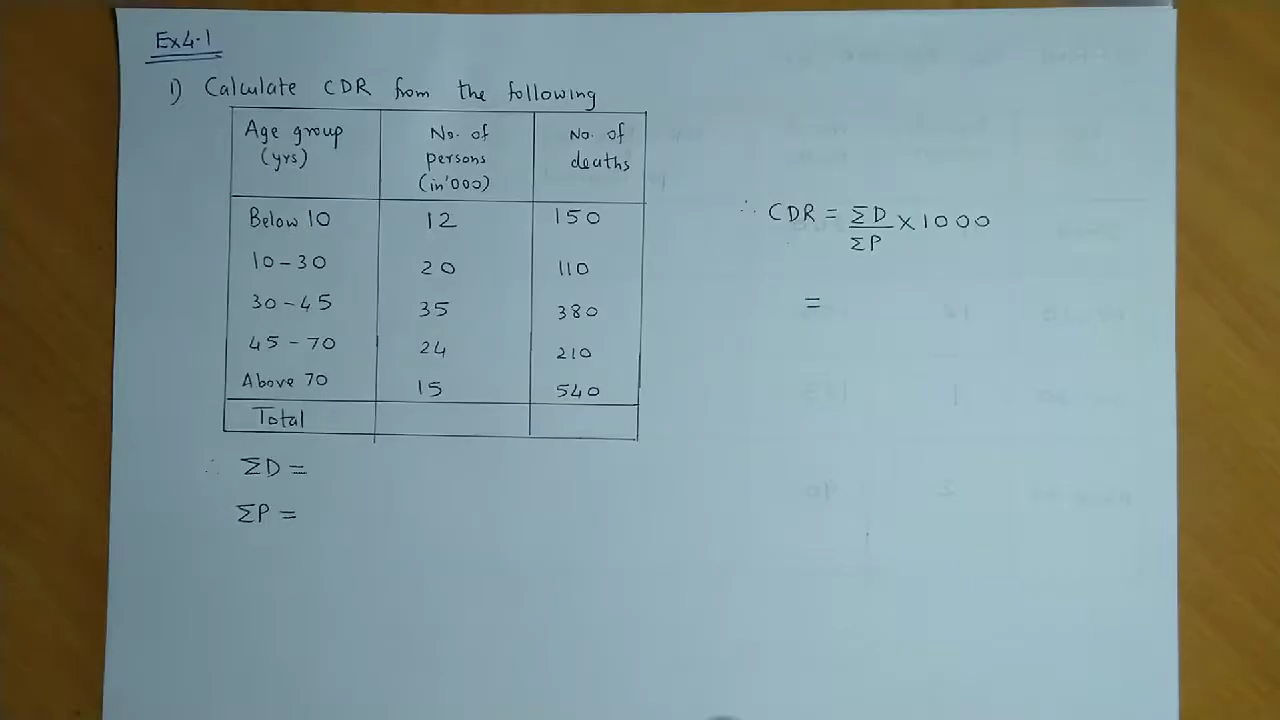 Ex4.1
1) Calculate CDR from the following
Age group (yrs) No. of persons (in'000) No. of deaths
Below 10 12 150
10-30 20 110
30-45 35 380
45-70 24 210
Above 70 15 540
Total
∴ ΣD =
ΣP =
∴ CDR = ΣD/ΣP × 1000
=